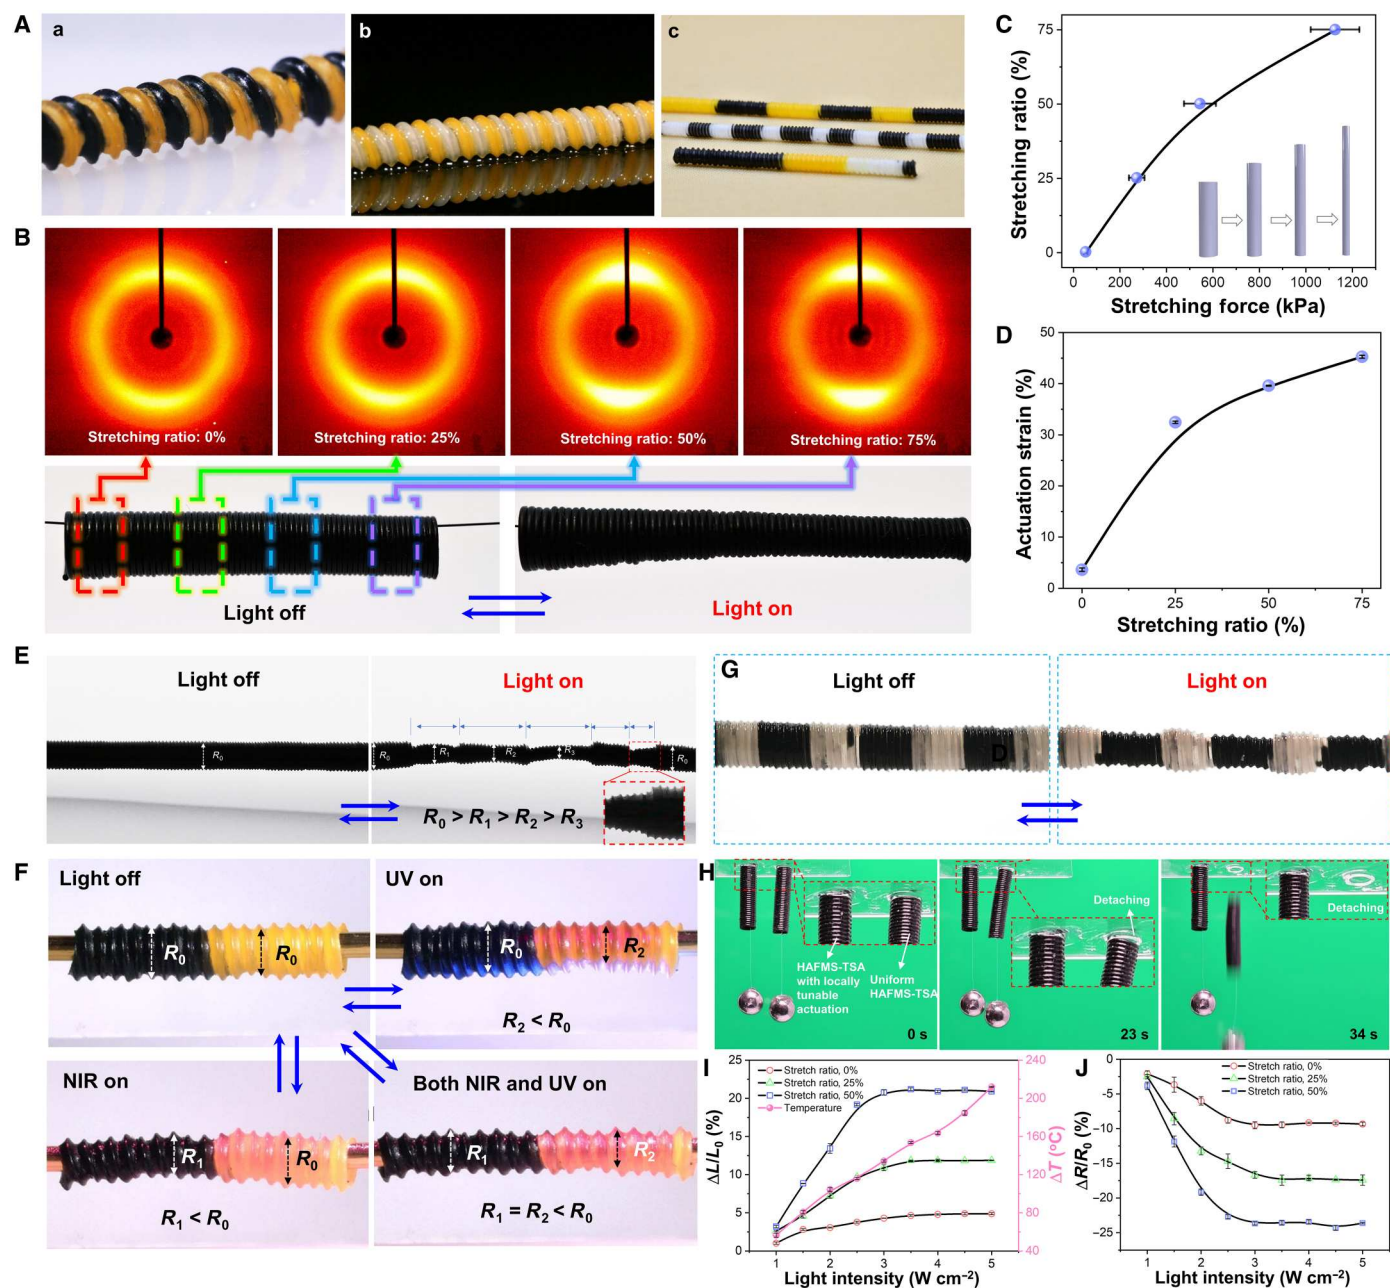 A
a
b
c
B
Stretching ratio: 0%
Stretching ratio: 25%
Stretching ratio: 50%
Stretching ratio: 75%
Light off
Light on
C
Stretching ratio (%)
75
50
25
0
0 200 400 600 800 1000 1200
Stretching force (kPa)
D
Actuation strain (%)
50
40
30
20
10
0
0 25 50 75
Stretching ratio (%)
E
Light off
Light on
R0
R0 R1 R2 R3 R0
R0 > R1 > R2 > R3
G
Light off
Light on
D
F
Light off
R0 R0
UV on
R0 R2
R2 < R0
NIR on
R1 R0
R1 < R0
Both NIR and UV on
R1 R2
R1 = R2 < R0
H
HAFMS-TSA
with locally
tunable
actuation
Uniform
HAFMS-TSA
0 s
Detaching
23 s
Detaching
34 s
I
ΔL/L0 (%)
25
20
15
10
5
0
Stretch ratio, 0%
Stretch ratio, 25%
Stretch ratio, 50%
Temperature
240
200
160
120
80
40
ΔT (°C)
1 2 3 4 5
Light intensity (W cm−2)
J
ΔR/R0 (%)
0
−5
−10
−15
−20
−25
Stretch ratio, 0%
Stretch ratio, 25%
Stretch ratio, 50%
1 2 3 4 5
Light intensity (W cm−2)